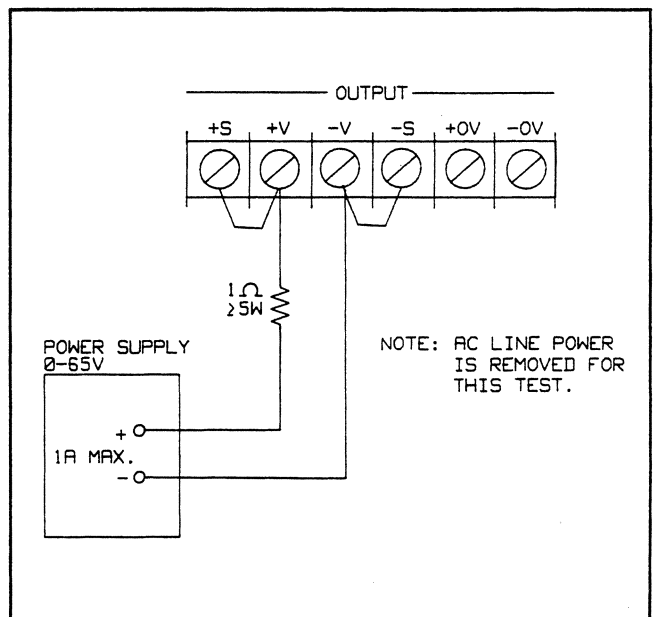 OUTPUT
+S +V -V -S +OV -OV
1Ω
≥5W
POWER SUPPLY
0-65V
NOTE: AC LINE POWER
IS REMOVED FOR
THIS TEST.
+
1A MAX.
-